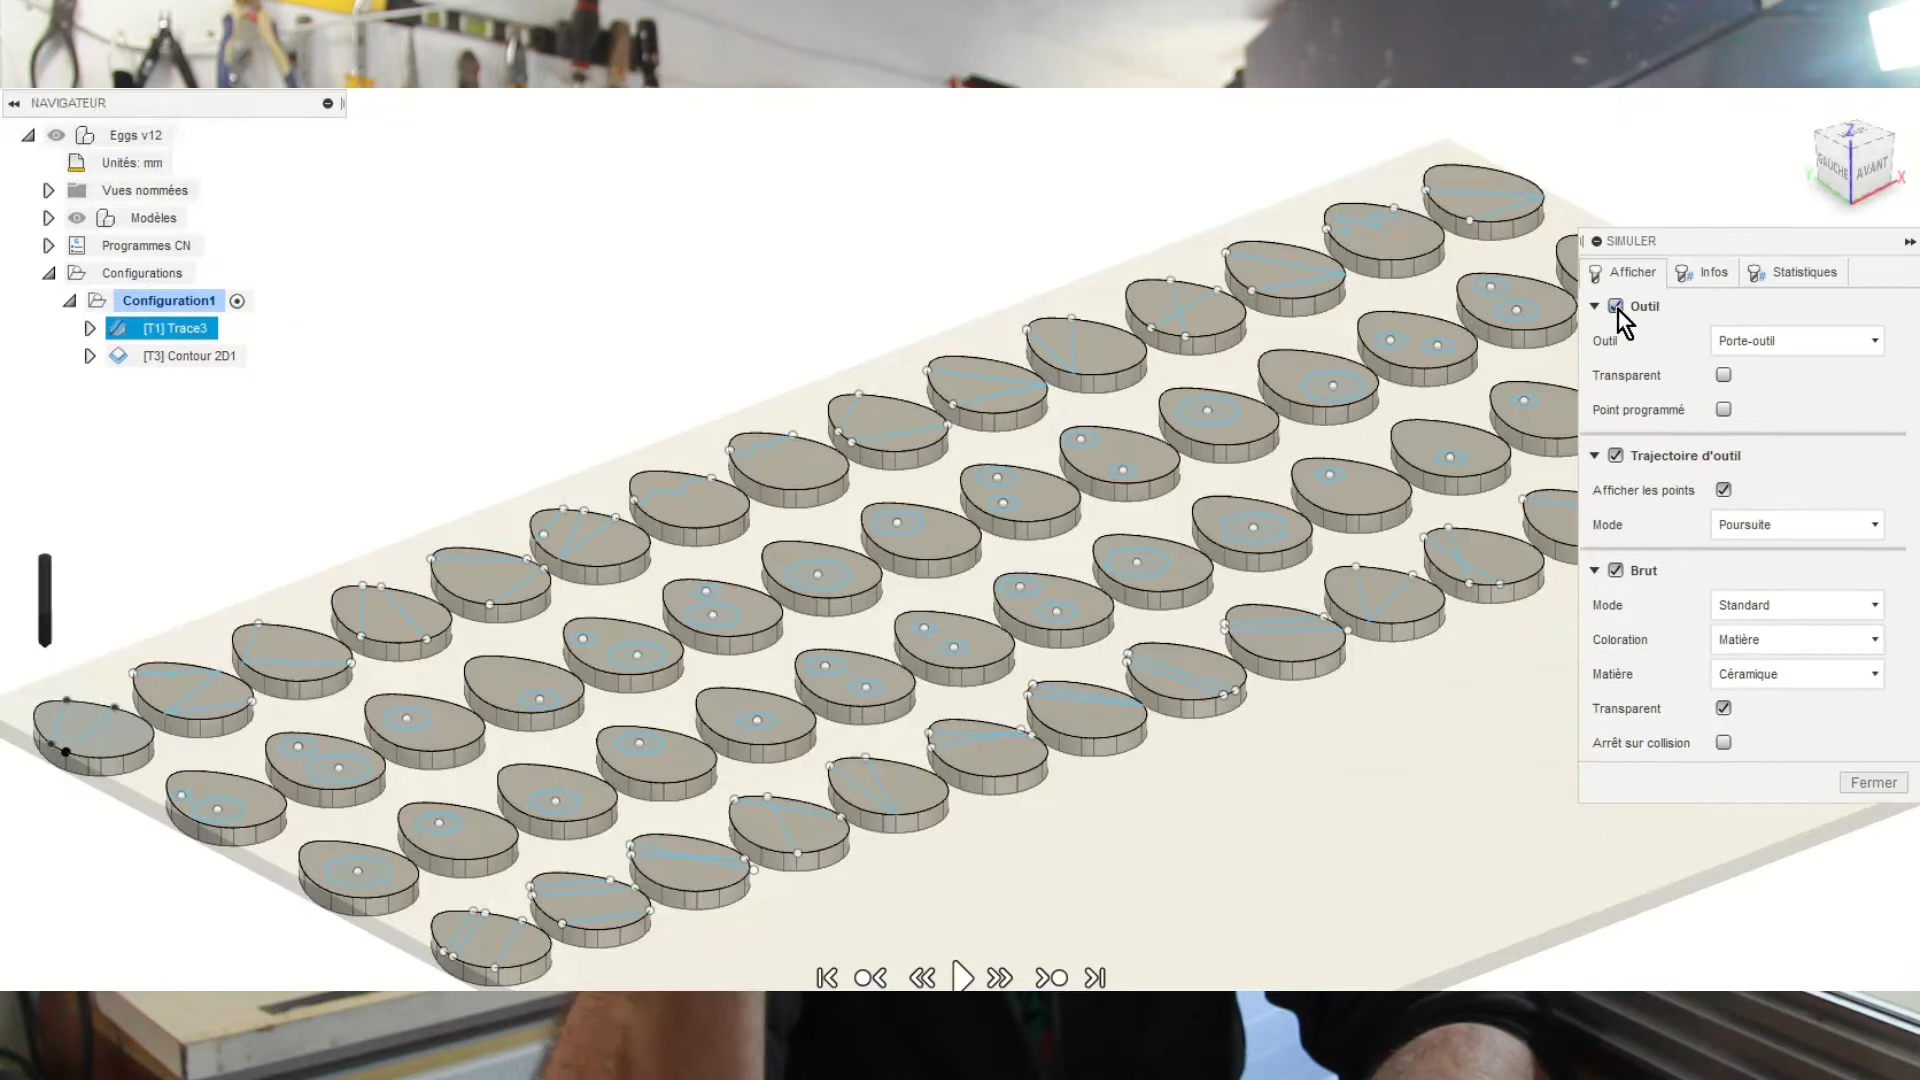 NAVIGATEUR
Eggs v12
Unités: mm
Vues nommées
Modèles
Programmes CN
Configurations
Configuration1
[T1] Trace3
[T3] Contour 2D1
Z
GAUCHE
AVANT
Y
X
SIMULER
Afficher
Infos
Statistiques
Outil
Outil
Porte-outil
Transparent
Point programmé
Trajectoire d'outil
Afficher les points
Mode
Poursuite
Brut
Mode
Standard
Coloration
Matière
Matière
Céramique
Transparent
Arrêt sur collision
Fermer